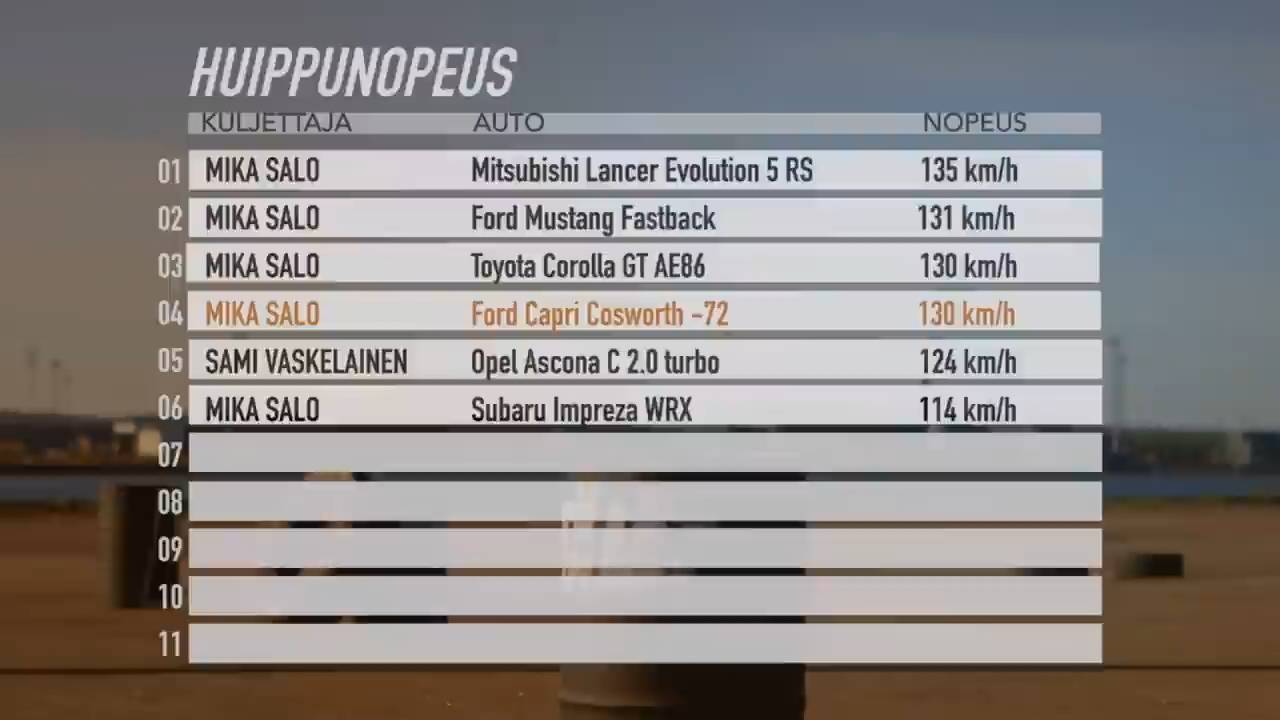 HUIPPUNOPEUS
KULJETTAJA AUTO NOPEUS
01 MIKA SALO Mitsubishi Lancer Evolution 5 RS 135 km/h
02 MIKA SALO Ford Mustang Fastback 131 km/h
03 MIKA SALO Toyota Corolla GT AE86 130 km/h
04 MIKA SALO Ford Capri Cosworth -72 130 km/h
05 SAMI VASKELAINEN Opel Ascona C 2.0 turbo 124 km/h
06 MIKA SALO Subaru Impreza WRX 114 km/h
07
08
09
10
11